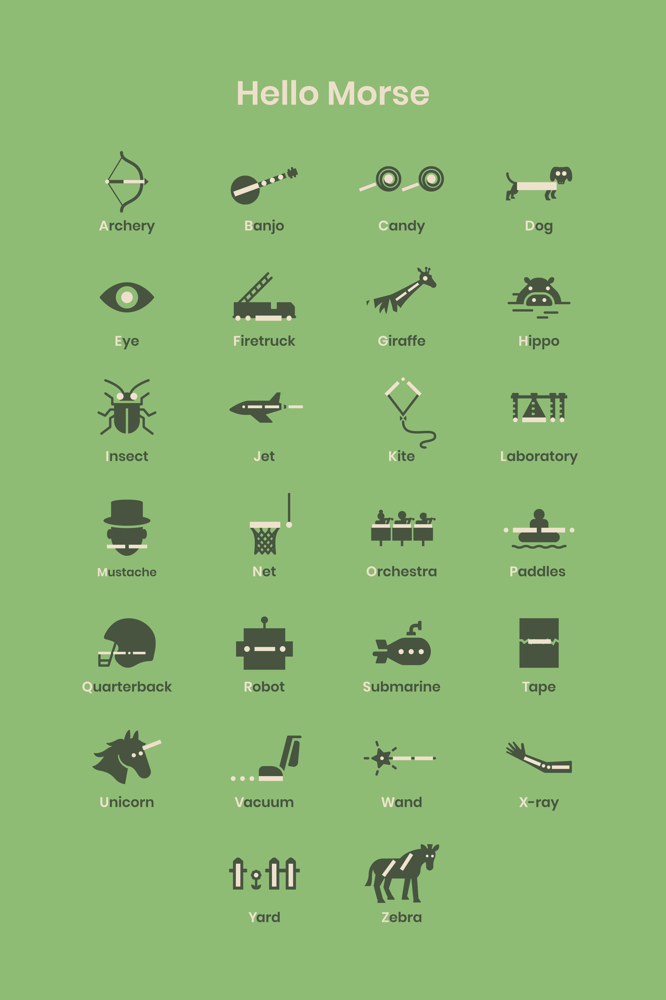 Hello Morse
Archery Banjo Candy Dog
Eye Firetruck Giraffe Hippo
Insect Jet Kite Laboratory
Mustache Net Orchestra Paddles
Quarterback Robot Submarine Tape
Unicorn Vacuum Wand X-ray
Yard Zebra